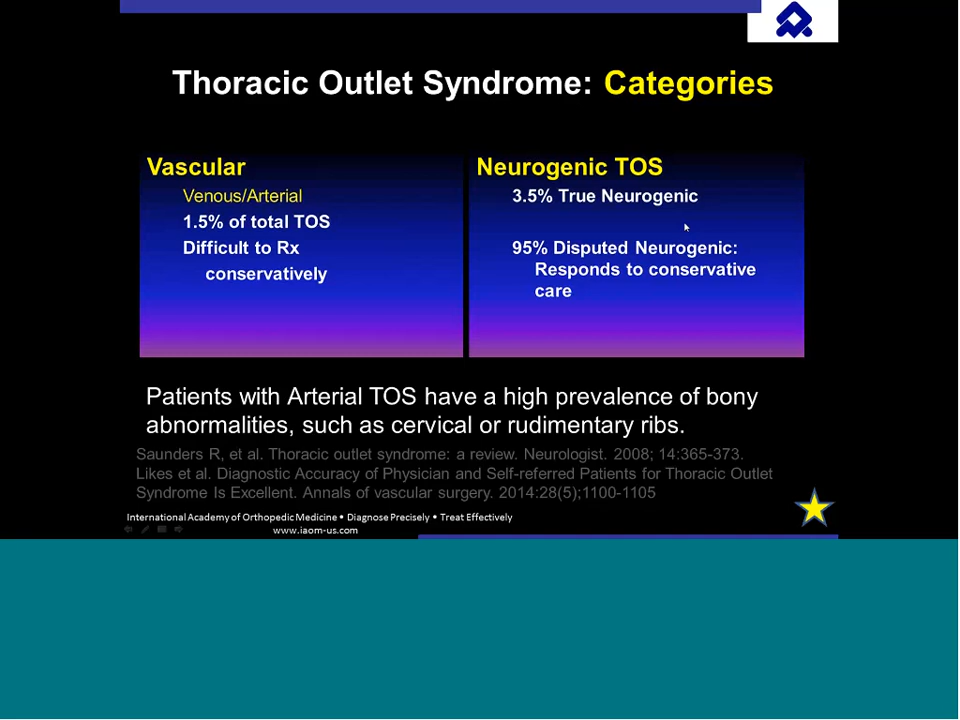 Thoracic Outlet Syndrome: Categories
Vascular
Venous/Arterial
1.5% of total TOS
Difficult to Rx
conservatively
Neurogenic TOS
3.5% True Neurogenic
95% Disputed Neurogenic:
Responds to conservative
care
Patients with Arterial TOS have a high prevalence of bony
abnormalities, such as cervical or rudimentary ribs.
Saunders R, et al. Thoracic outlet syndrome: a review. Neurologist. 2008; 14:365-373.
Likes et al. Diagnostic Accuracy of Physician and Self-referred Patients for Thoracic Outlet
Syndrome Is Excellent. Annals of vascular surgery. 2014:28(5);1100-1105
International Academy of Orthopedic Medicine • Diagnose Precisely • Treat Effectively
www.iaom-us.com